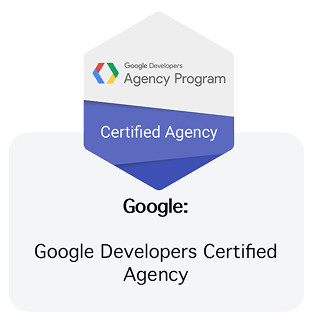 Google Developers
Agency Program
Certified Agency
Google:
Google Developers Certified
Agency